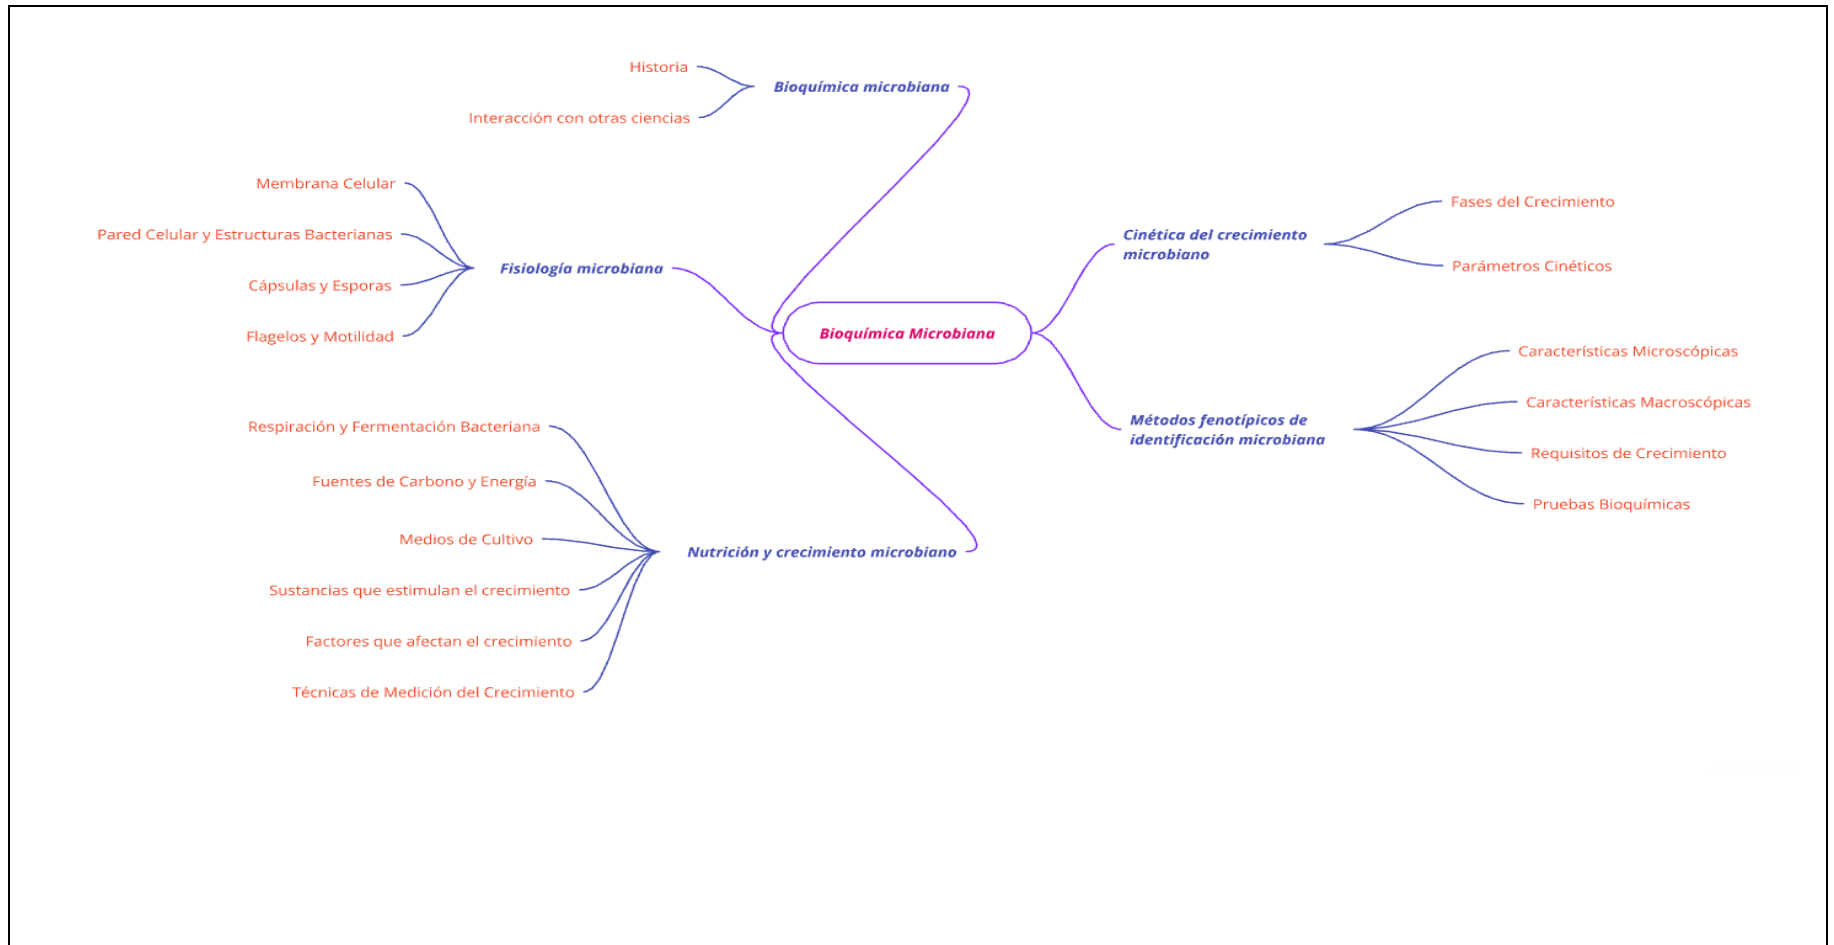 Historia
Bioquímica microbiana
Interacción con otras ciencias
Membrana Celular
Pared Celular y Estructuras Bacterianas
Fisiología microbiana
Cápsulas y Esporas
Flagelos y Motilidad
Respiración y Fermentación Bacteriana
Fuentes de Carbono y Energía
Medios de Cultivo
Nutrición y crecimiento microbiano
Sustancias que estimulan el crecimiento
Factores que afectan el crecimiento
Técnicas de Medición del Crecimiento
Bioquímica Microbiana
Cinética del crecimiento
microbiano
Fases del Crecimiento
Parámetros Cinéticos
Métodos fenotípicos de
identificación microbiana
Características Microscópicas
Características Macroscópicas
Requisitos de Crecimiento
Pruebas Bioquímicas